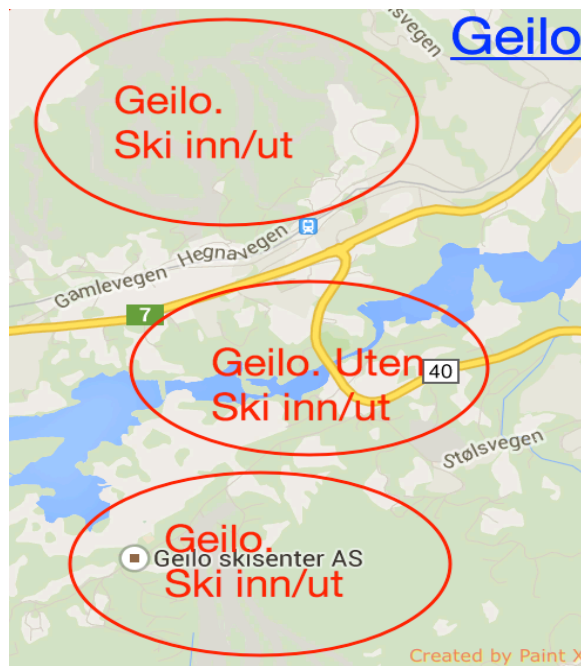 Geilo
ølsvegen
Geilo.
Ski inn/ut
Gamlevegen
Hegnavegen
7
Geilo. Uten
Ski inn/ut
40
Stølsvegen
Geilo.
Geilo skisenter AS
Ski inn/ut
Created by Paint X